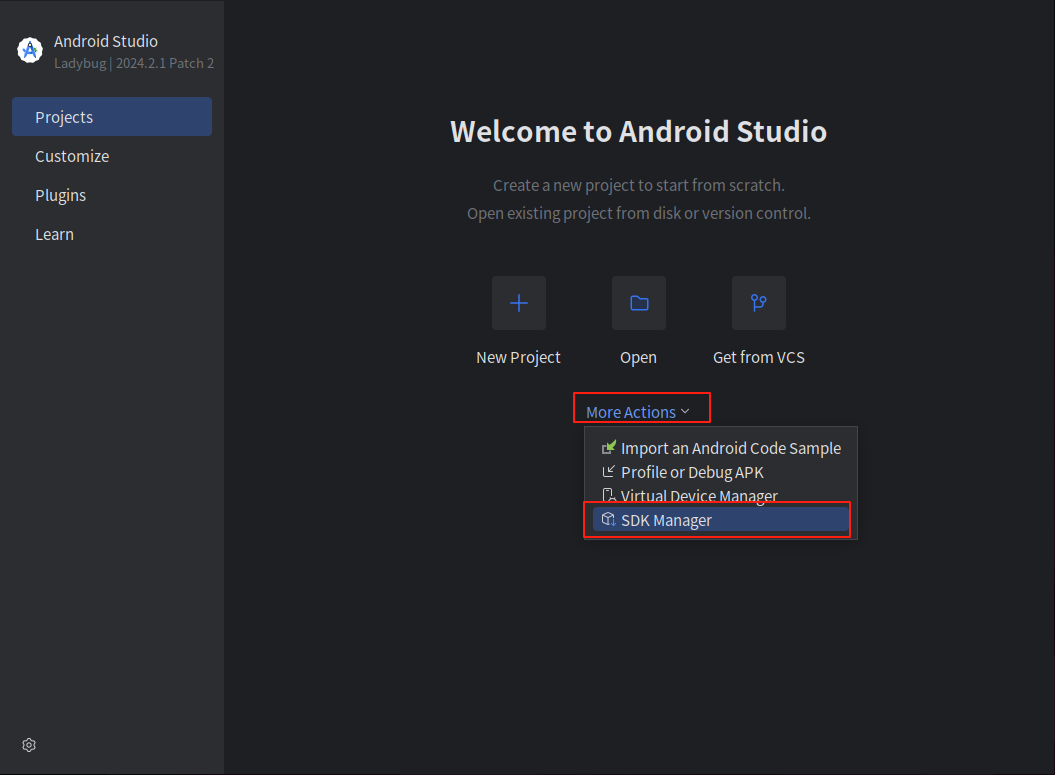 Android Studio
Ladybug | 2024.2.1 Patch 2
Projects
Customize
Plugins
Learn
Welcome to Android Studio
Create a new project to start from scratch.
Open existing project from disk or version control.
New Project
Open
Get from VCS
More Actions
Import an Android Code Sample
Profile or Debug APK
Virtual Device Manager
SDK Manager